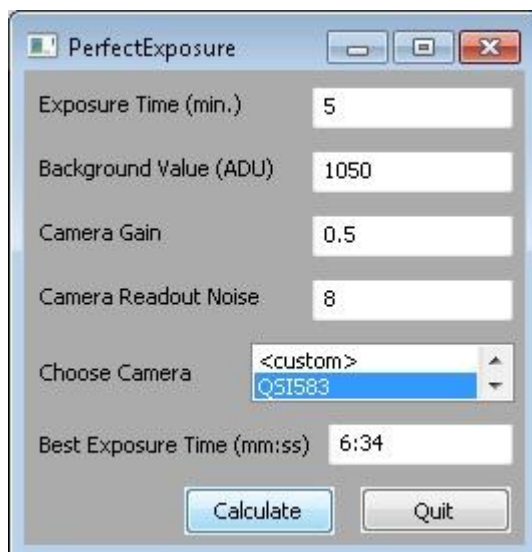 PerfectExposure
Exposure Time (min.) 5
Background Value (ADU) 1050
Camera Gain 0.5
Camera Readout Noise 8
Choose Camera <custom>
QSI583
Best Exposure Time (mm:ss) 6:34
Calculate Quit